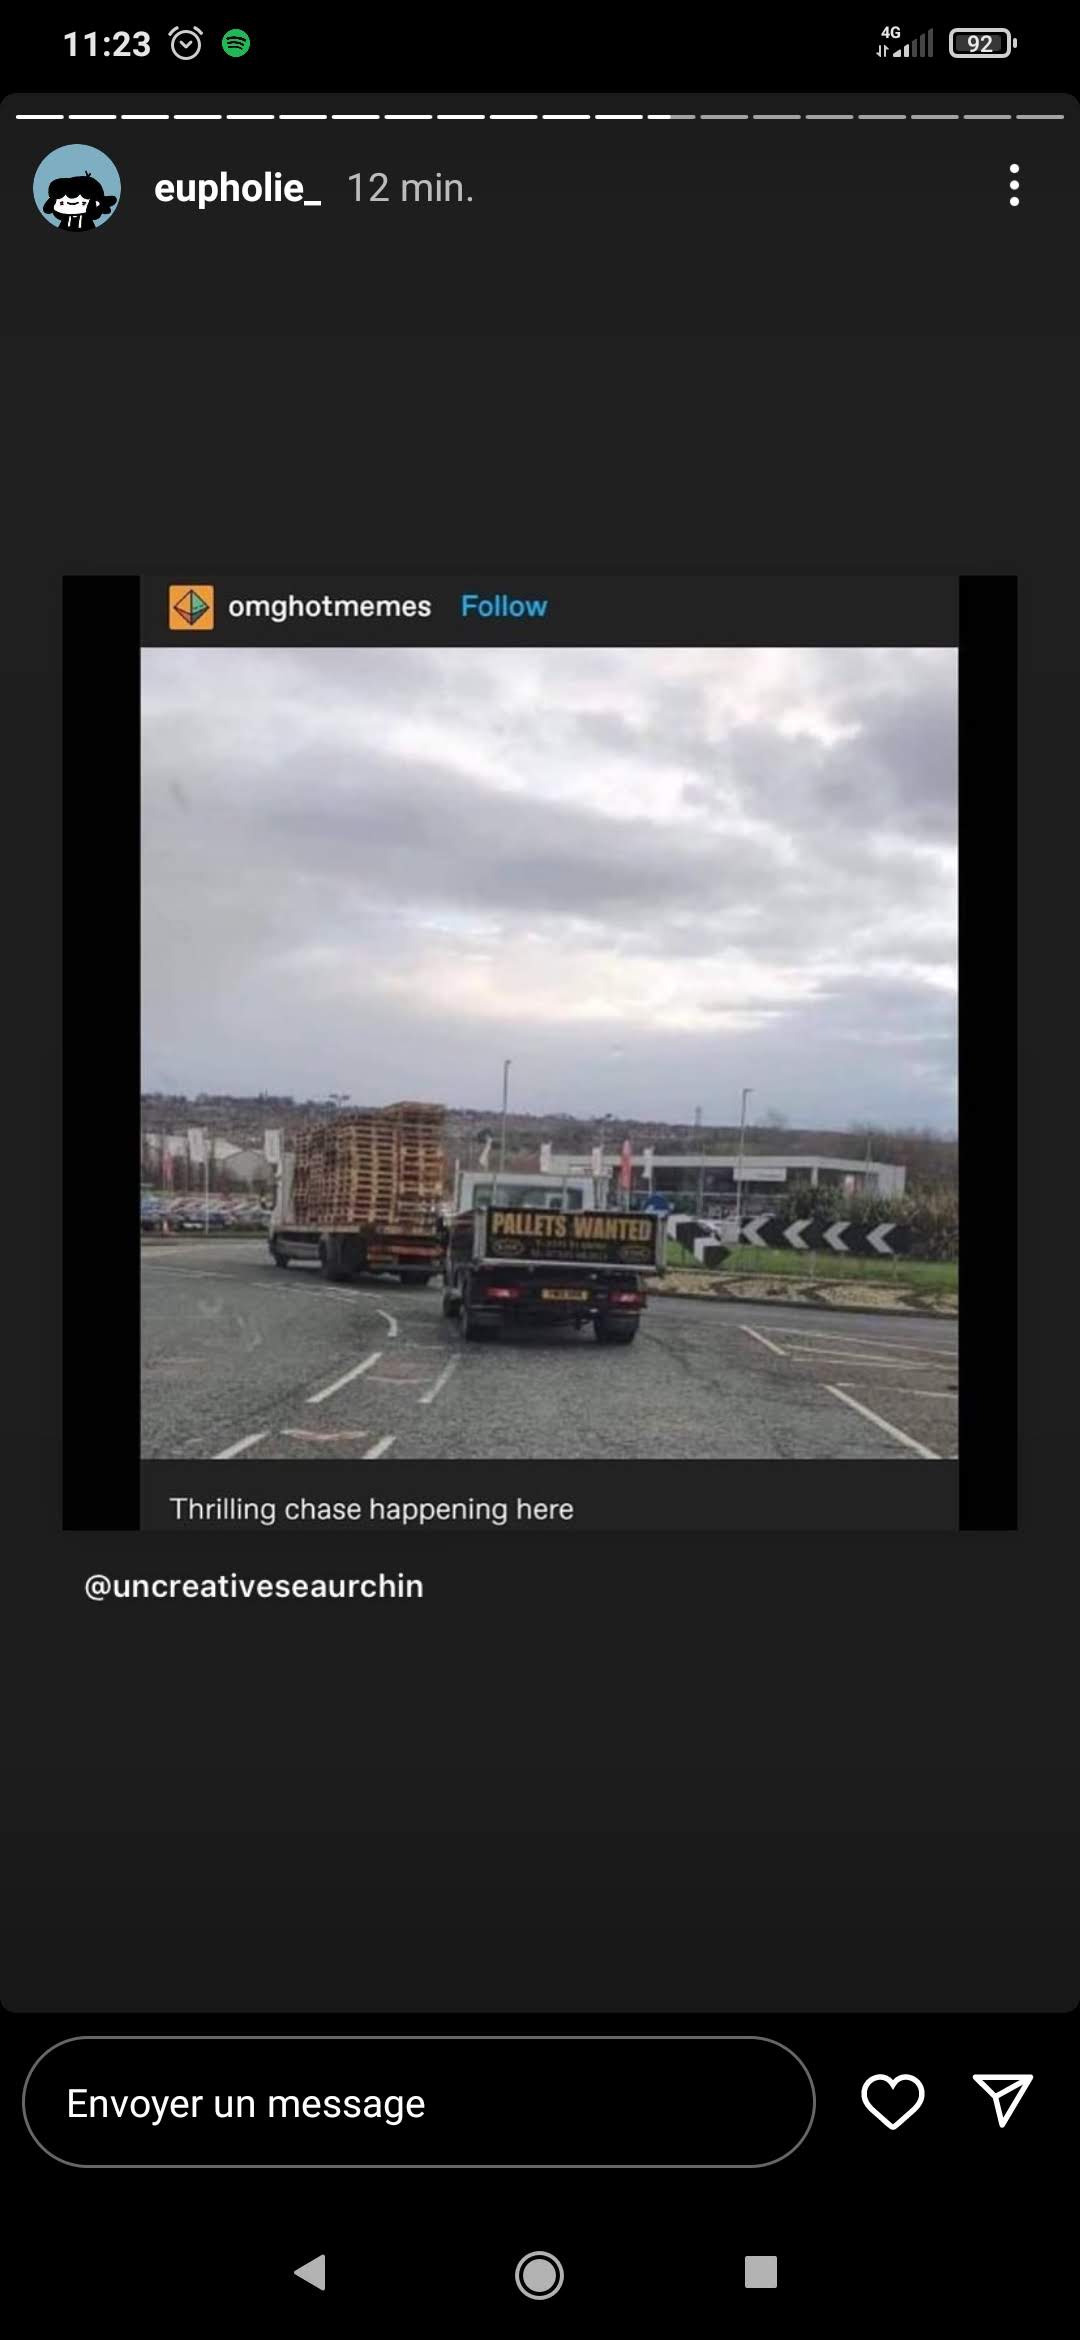 11:23
4G
92
eupholie_ 12 min.
omghotmemes Follow
PALLETS WANTED
Thrilling chase happening here
@uncreativeseaurchin
Envoyer un message